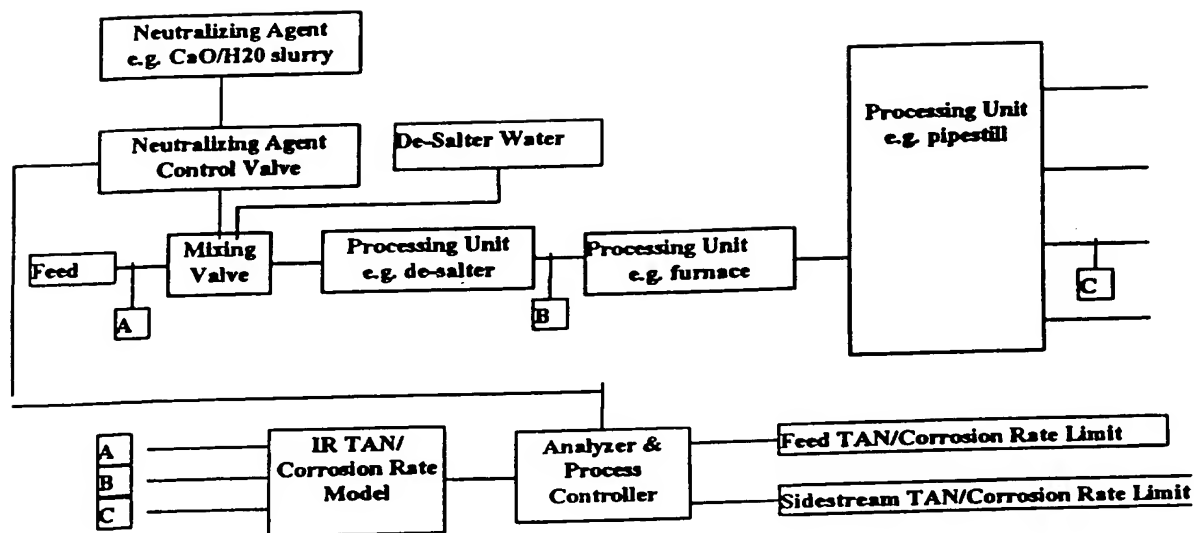 Neutralizing Agent
e.g. CaO/H20 slurry
Neutralizing Agent
Control Valve
De-Salter Water
Processing Unit
e.g. pipestill
Feed
Mixing
Valve
Processing Unit
e.g. de-salter
Processing Unit
e.g. furnace
A
B
C
A
B
C
IR TAN/
Corrosion Rate
Model
Analyzer &
Process
Controller
Feed TAN/Corrosion Rate Limit
Sidestream TAN/Corrosion Rate Limit